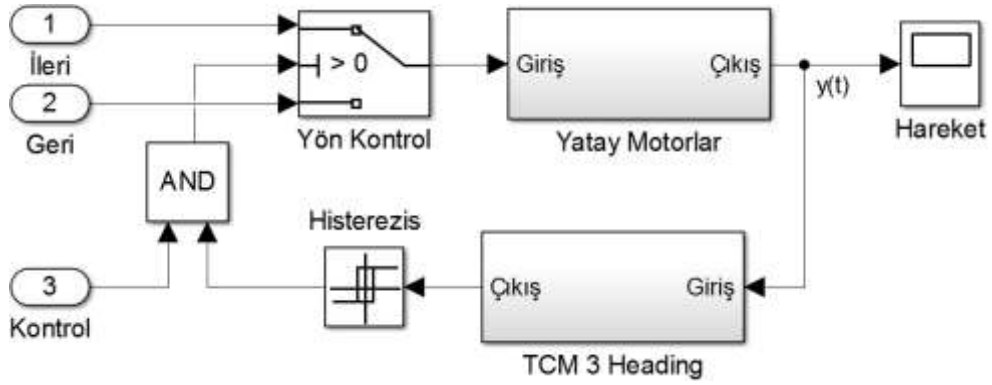 1
İleri
2
Geri
> 0
Yön Kontrol
Giriş
Çıkış
Yatay Motorlar
y(t)
Hareket
AND
Histerezis
3
Kontrol
Çıkış
Giriş
TCM 3 Heading